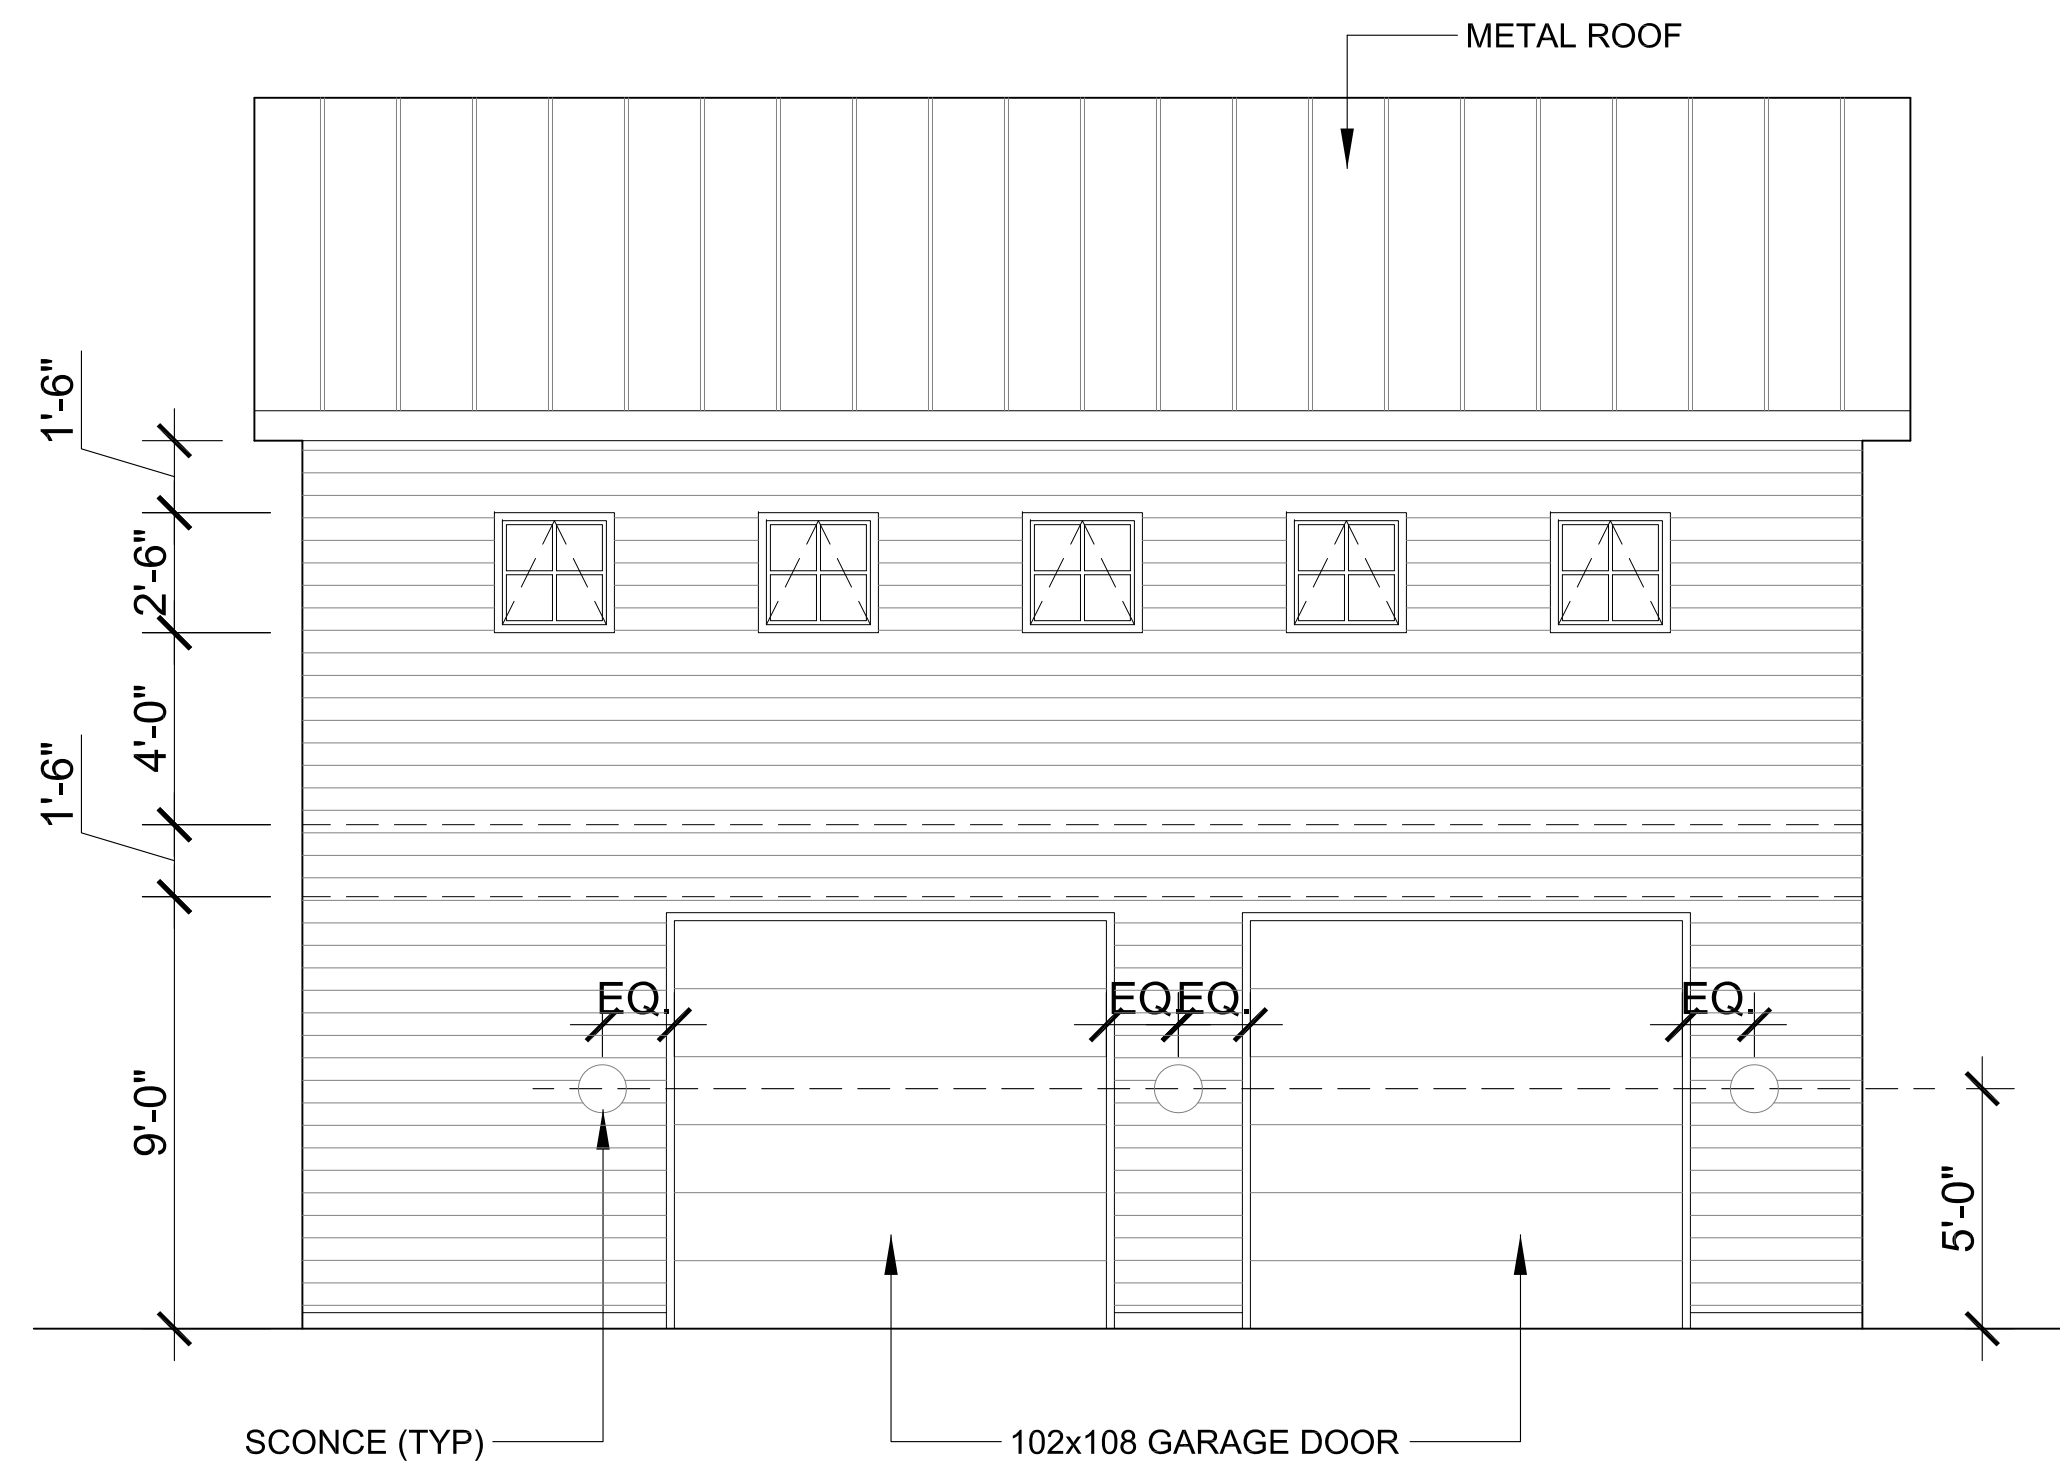 METAL ROOF
1'-6"
2'-6"
4'-0"
1'-6"
EQ.
EQ.
EQ.
EQ.
9'-0"
5'-0"
SCONCE (TYP)
102x108 GARAGE DOOR